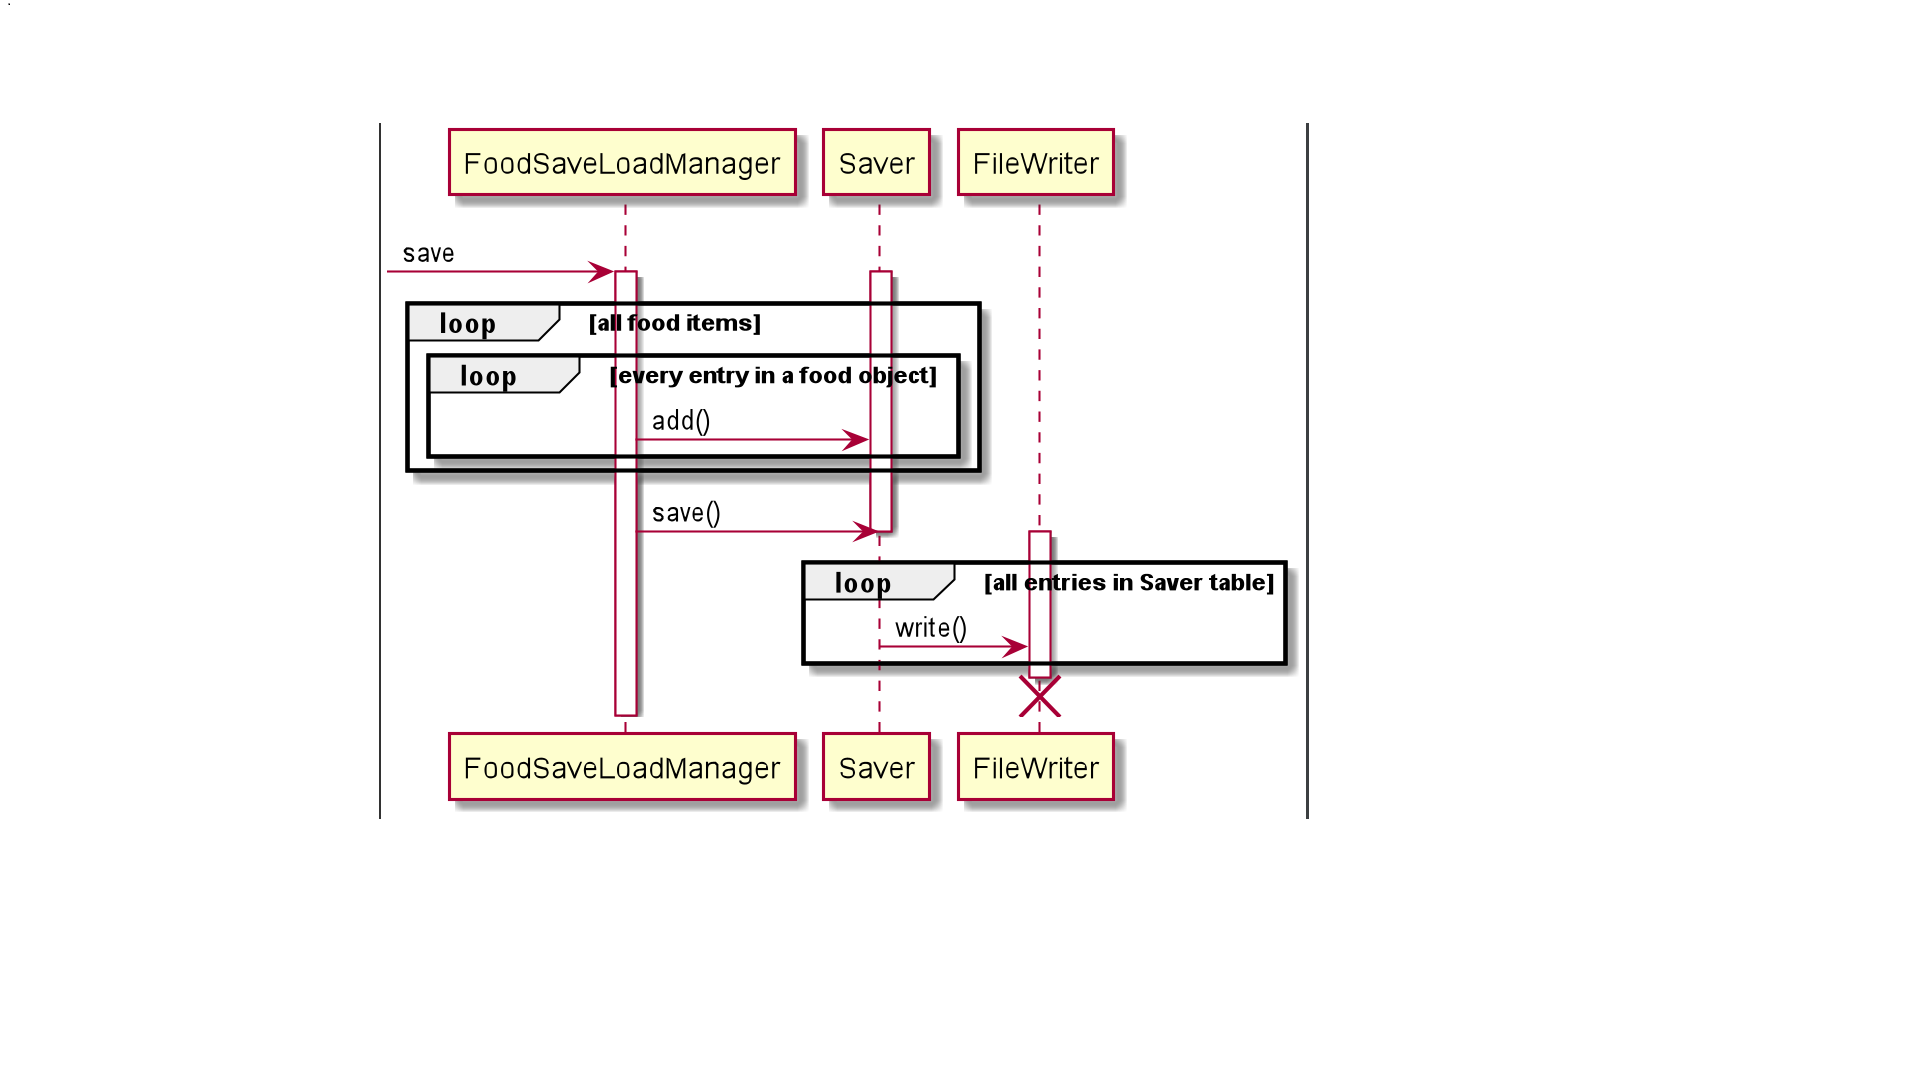 FoodSaveLoadManager
Saver
FileWriter
save
loop
[all food items]
loop
[every entry in a food object]
add()
save()
loop
[all entries in Saver table]
write()
FoodSaveLoadManager
Saver
FileWriter